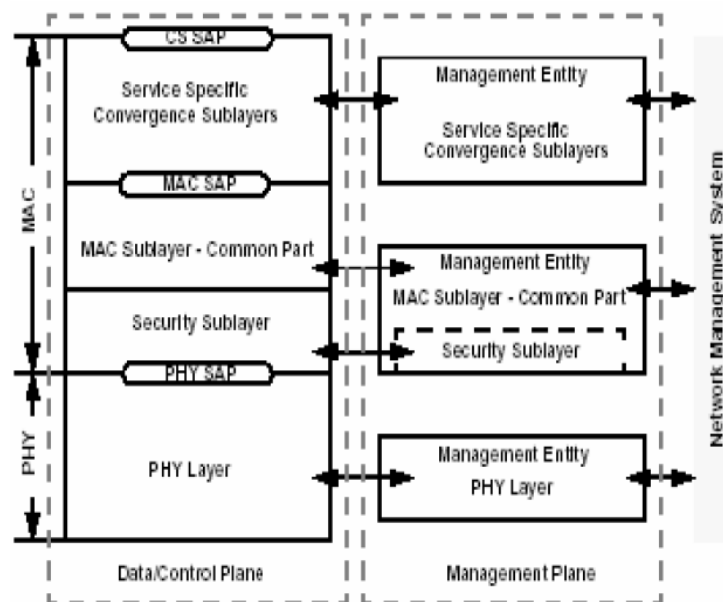 CS SAP
Service Specific
Convergence Sublayers
MAC SAP
MAC Sublayer - Common Part
Security Sublayer
PHY SAP
PHY Layer
Data/Control Plane
MAC
PHY
Management Entity
Service Specific
Convergence Sublayers
Management Entity
MAC Sublayer - Common Part
Security Sublayer
Management Entity
PHY Layer
Management Plane
Network Management System